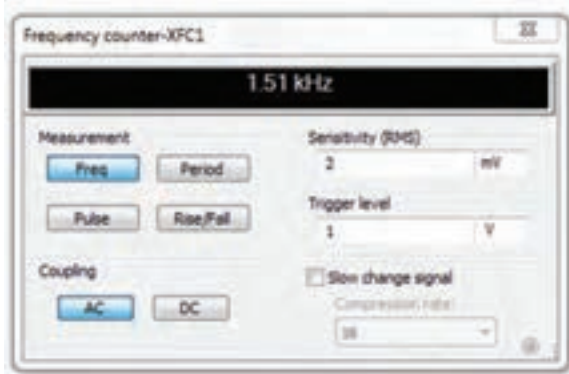 Frequency counter-XFC1
1.51 kHz
Measurement
Freq Period
Pulse Rise/Fall
Coupling
AC DC
Sensitivity (RMS)
2 mV
Trigger level
1 V
Slow change signal
Compression rate: